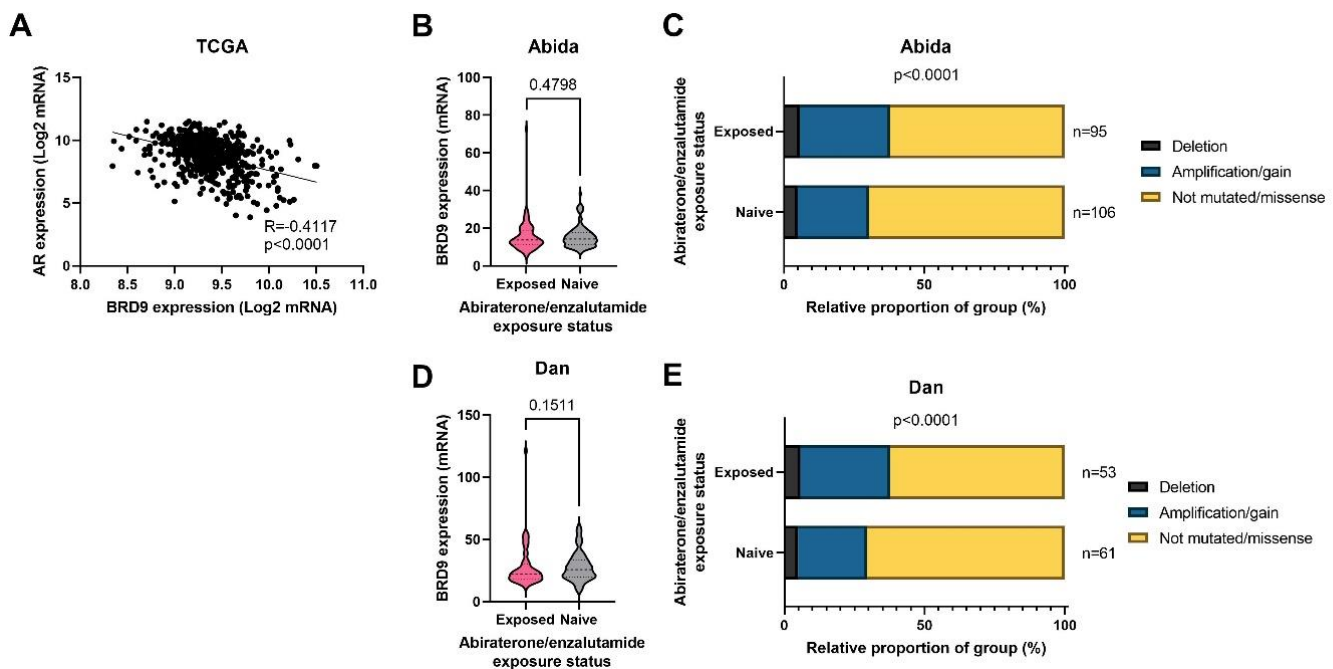 A
TCGA
AR expression (Log2 mRNA)
15
10
5
0
R=-0.4117
p<0.0001
8.0 8.5 9.0 9.5 10.0 10.5 11.0
BRD9 expression (Log2 mRNA)
B
Abida
BRD9 expression (mRNA)
100
80
60
40
20
0
0.4798
Exposed Naive
Abiraterone/enzalutamide
exposure status
C
Abida
p<0.0001
Abiraterone/enzalutamide
exposure status
Exposed
n=95
Naive
n=106
0 50 100
Relative proportion of group (%)
Deletion
Amplification/gain
Not mutated/missense
D
Dan
BRD9 expression (mRNA)
150
100
50
0
0.1511
Exposed Naive
Abiraterone/enzalutamide
exposure status
E
Dan
p<0.0001
Abiraterone/enzalutamide
exposure status
Exposed
n=53
Naive
n=61
0 50 100
Relative proportion of group (%)
Deletion
Amplification/gain
Not mutated/missense